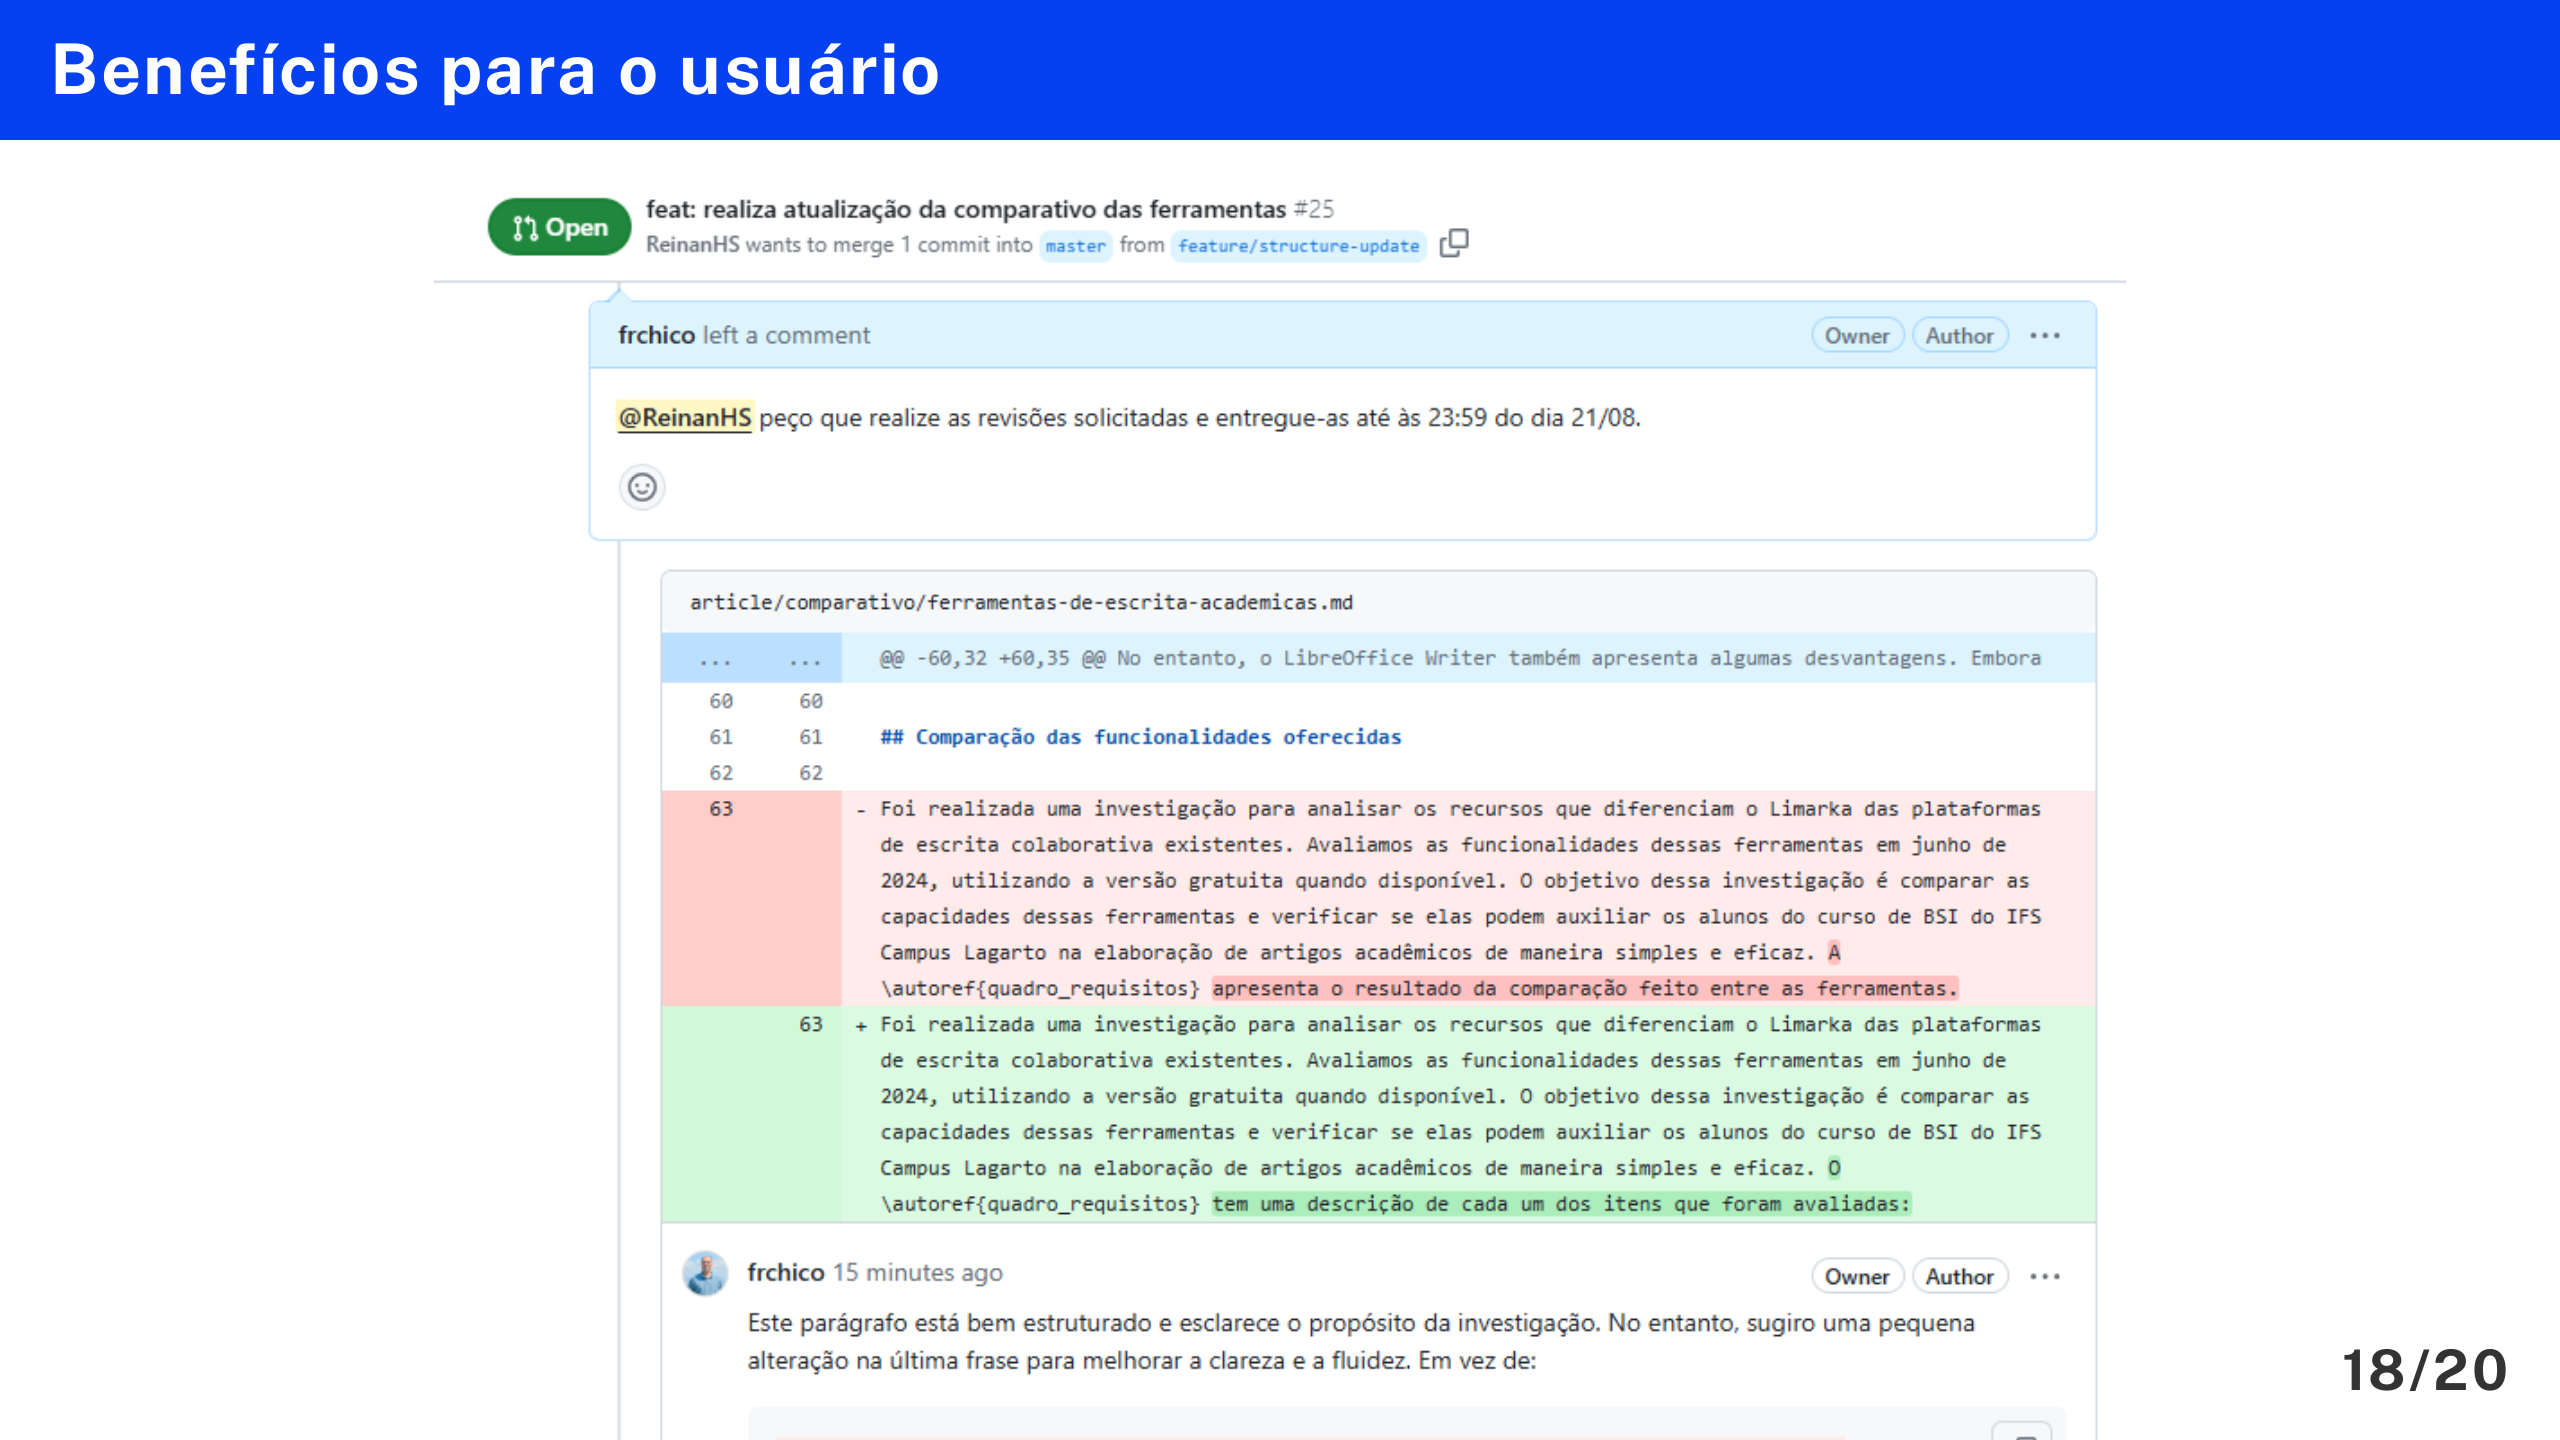 Benefícios para o usuário
Open
feat: realiza atualização da comparativo das ferramentas #25
ReinanHS wants to merge 1 commit into master from feature/structure-update
frchico left a comment
Owner Author ...
@ReinanHS peço que realize as revisões solicitadas e entregue-as até às 23:59 do dia 21/08.
article/comparativo/ferramentas-de-escrita-academicas.md
... ... @@ -60,32 +60,35 @@ No entanto, o LibreOffice Writer também apresenta algumas desvantagens. Embora
60 60
61 61 ## Comparação das funcionalidades oferecidas
62 62
63 - Foi realizada uma investigação para analisar os recursos que diferenciam o Limarka das plataformas
de escrita colaborativa existentes. Avaliamos as funcionalidades dessas ferramentas em junho de
2024, utilizando a versão gratuita quando disponível. O objetivo dessa investigação é comparar as
capacidades dessas ferramentas e verificar se elas podem auxiliar os alunos do curso de BSI do IFS
Campus Lagarto na elaboração de artigos acadêmicos de maneira simples e eficaz. A
\autoref{quadro_requisitos} apresenta o resultado da comparação feito entre as ferramentas.
63 + Foi realizada uma investigação para analisar os recursos que diferenciam o Limarka das plataformas
de escrita colaborativa existentes. Avaliamos as funcionalidades dessas ferramentas em junho de
2024, utilizando a versão gratuita quando disponível. O objetivo dessa investigação é comparar as
capacidades dessas ferramentas e verificar se elas podem auxiliar os alunos do curso de BSI do IFS
Campus Lagarto na elaboração de artigos acadêmicos de maneira simples e eficaz. O
\autoref{quadro_requisitos} tem uma descrição de cada um dos itens que foram avaliadas:
frchico 15 minutes ago
Owner Author ...
Este parágrafo está bem estruturado e esclarece o propósito da investigação. No entanto, sugiro uma pequena
alteração na última frase para melhorar a clareza e a fluidez. Em vez de:
18/20